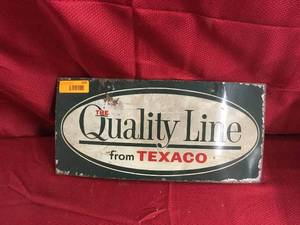 THE
Quality Line
from TEXACO